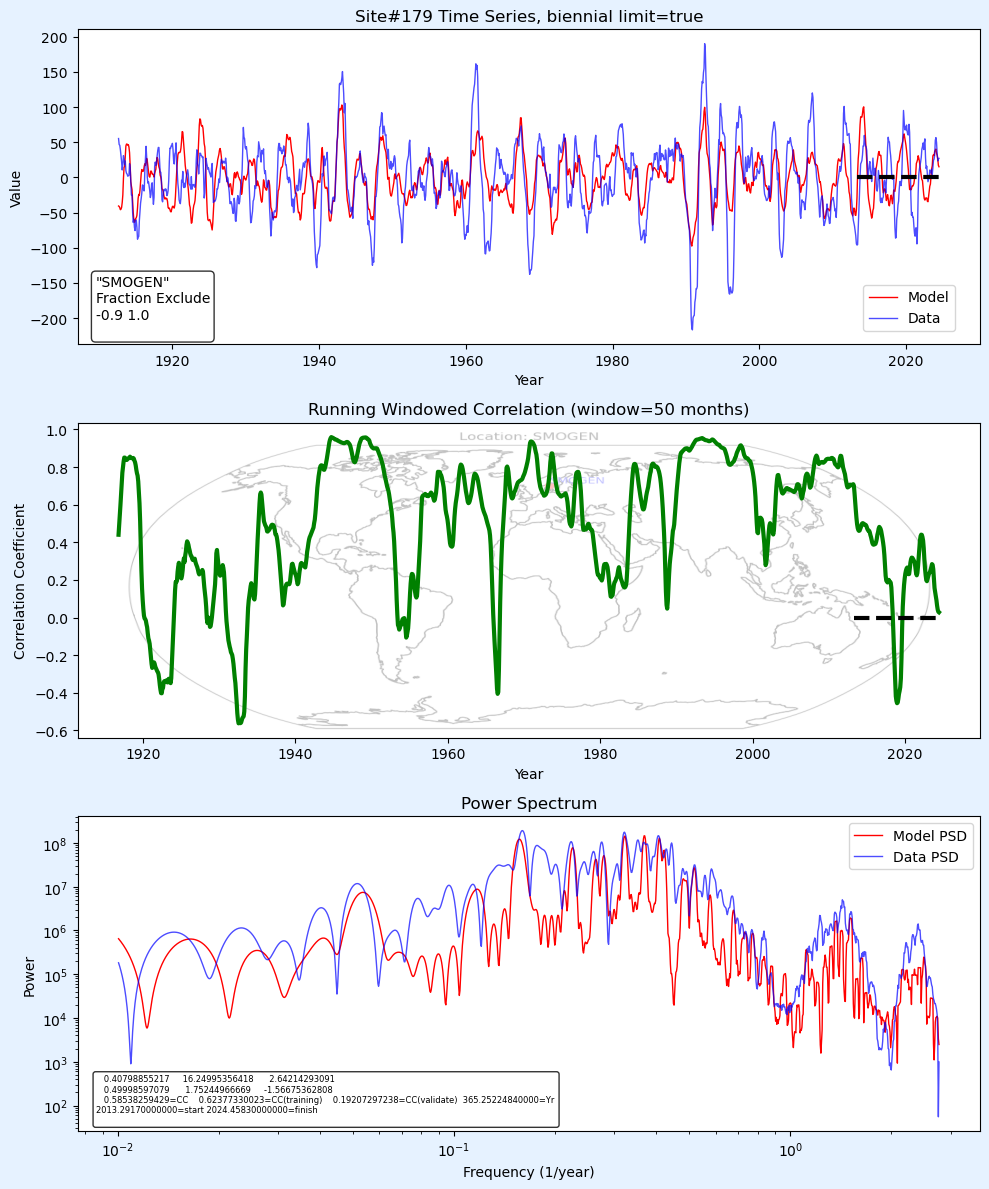 Site#179 Time Series, biennial limit=true
200
150
100
50
0
−50
−100
−150
−200
Value
"SMOGEN"
Fraction Exclude
-0.9 1.0
Model
Data
1920
1940
1960
1980
2000
2020
Year
Running Windowed Correlation (window=50 months)
Location: SMOGEN
SMOGEN
1.0
0.8
0.6
0.4
0.2
0.0
−0.2
−0.4
−0.6
Correlation Coefficient
1920
1940
1960
1980
2000
2020
Year
Power Spectrum
Model PSD
Data PSD
10^8
10^7
10^6
10^5
10^4
10^3
10^2
Power
0.40798855217 16.24995356418 2.64214293091
0.49998597079 1.75244966669 -1.56675362808
0.58538259429=CC 0.62377330023=CC(training) 0.19207297238=CC(validate) 365.25224840000=Yr
2013.29170000000=start 2024.45830000000=finish
10^−2
10^−1
10^0
Frequency (1/year)